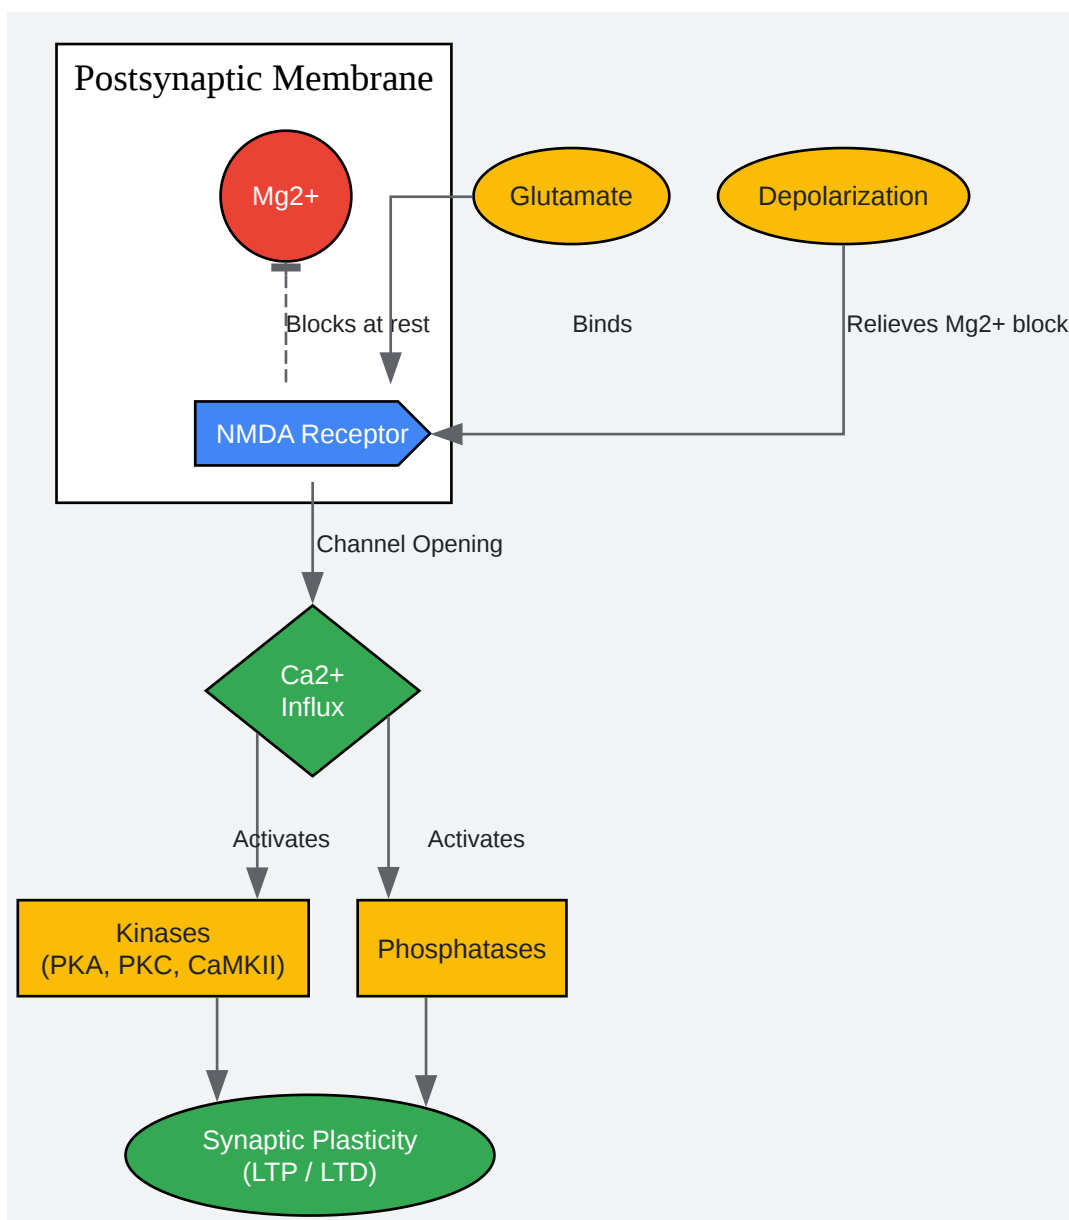 Postsynaptic Membrane
Mg2+
Glutamate
Depolarization
Blocks at rest
Binds
Relieves Mg2+ block
NMDA Receptor
Channel Opening
Ca2+
Influx
Activates
Activates
Kinases
(PKA, PKC, CaMKII)
Phosphatases
Synaptic Plasticity
(LTP / LTD)